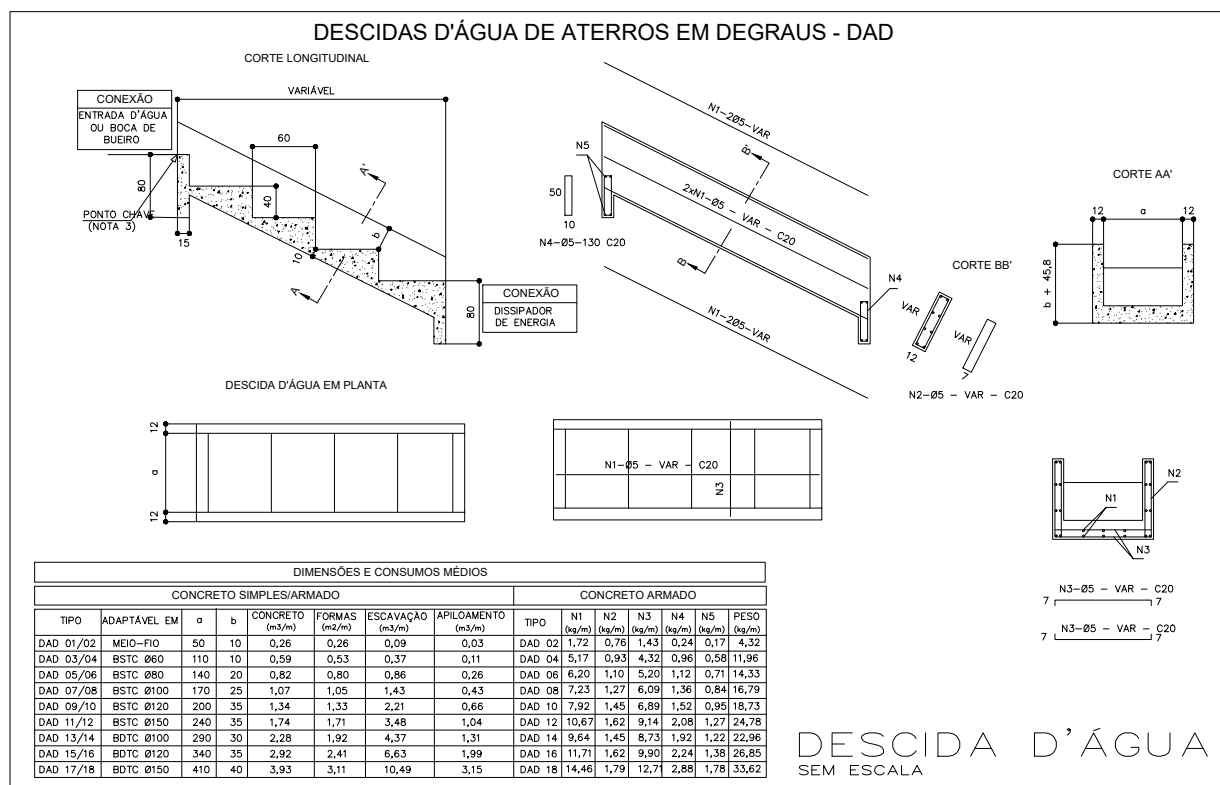 DESCIDAS D'ÁGUA DE ATERROS EM DEGRAUS - DAD
CORTE LONGITUDINAL
VARIÁVEL
CONEXÃO
ENTRADA D'ÁGUA
OU BOCA DE
BUEIRO
60
80
40
A'
PONTO CHAVE
(NOTA 3)
15
10
b
A
80
CONEXÃO
DISSIPADOR
DE ENERGIA
N1-2Ø5-VAR
N5
B'
50
10
N4-Ø5-130 C20
2xN1-Ø5 - VAR - C20
B
N4
N1-2Ø5-VAR
CORTE AA'
12
a
12
b + 45,8
CORTE BB'
VAR
12
VAR
7
N2-Ø5 - VAR - C20
DESCIDA D'ÁGUA EM PLANTA
12
a
12
N1-Ø5 - VAR - C20
N3
N2
N1
N3
N3-Ø5 - VAR - C20
7 7
N3-Ø5 - VAR - C20
7 7
DIMENSÕES E CONSUMOS MÉDIOS
CONCRETO SIMPLES/ARMADO CONCRETO ARMADO
TIPO ADAPTÁVEL EM a b CONCRETO (m3/m) FORMAS (m2/m) ESCAVAÇÃO (m3/m) APILOAMENTO (m3/m) TIPO N1 (kg/m) N2 (kg/m) N3 (kg/m) N4 (kg/m) N5 (kg/m) PESO (kg/m)
DAD 01/02 MEIO-FIO 50 10 0,26 0,26 0,09 0,03 DAD 02 1,72 0,76 1,43 0,24 0,17 4,32
DAD 03/04 BSTC Ø60 110 10 0,59 0,53 0,37 0,11 DAD 04 5,17 0,93 4,32 0,96 0,58 11,96
DAD 05/06 BSTC Ø80 140 20 0,82 0,80 0,86 0,26 DAD 06 6,20 1,10 5,20 1,12 0,71 14,33
DAD 07/08 BSTC Ø100 170 25 1,07 1,05 1,43 0,43 DAD 08 7,23 1,27 6,09 1,36 0,84 16,79
DAD 09/10 BSTC Ø120 200 35 1,34 1,33 2,21 0,66 DAD 10 7,92 1,45 6,89 1,52 0,95 18,73
DAD 11/12 BSTC Ø150 240 35 1,74 1,71 3,48 1,04 DAD 12 10,67 1,62 9,14 2,08 1,27 24,78
DAD 13/14 BDTC Ø100 290 30 2,28 1,92 4,37 1,31 DAD 14 9,64 1,45 8,73 1,92 1,22 22,96
DAD 15/16 BDTC Ø120 340 35 2,92 2,41 6,63 1,99 DAD 16 11,71 1,62 9,90 2,24 1,38 26,85
DAD 17/18 BDTC Ø150 410 40 3,93 3,11 10,49 3,15 DAD 18 14,46 1,79 12,71 2,88 1,78 33,62
DESCIDA D'ÁGUA
SEM ESCALA